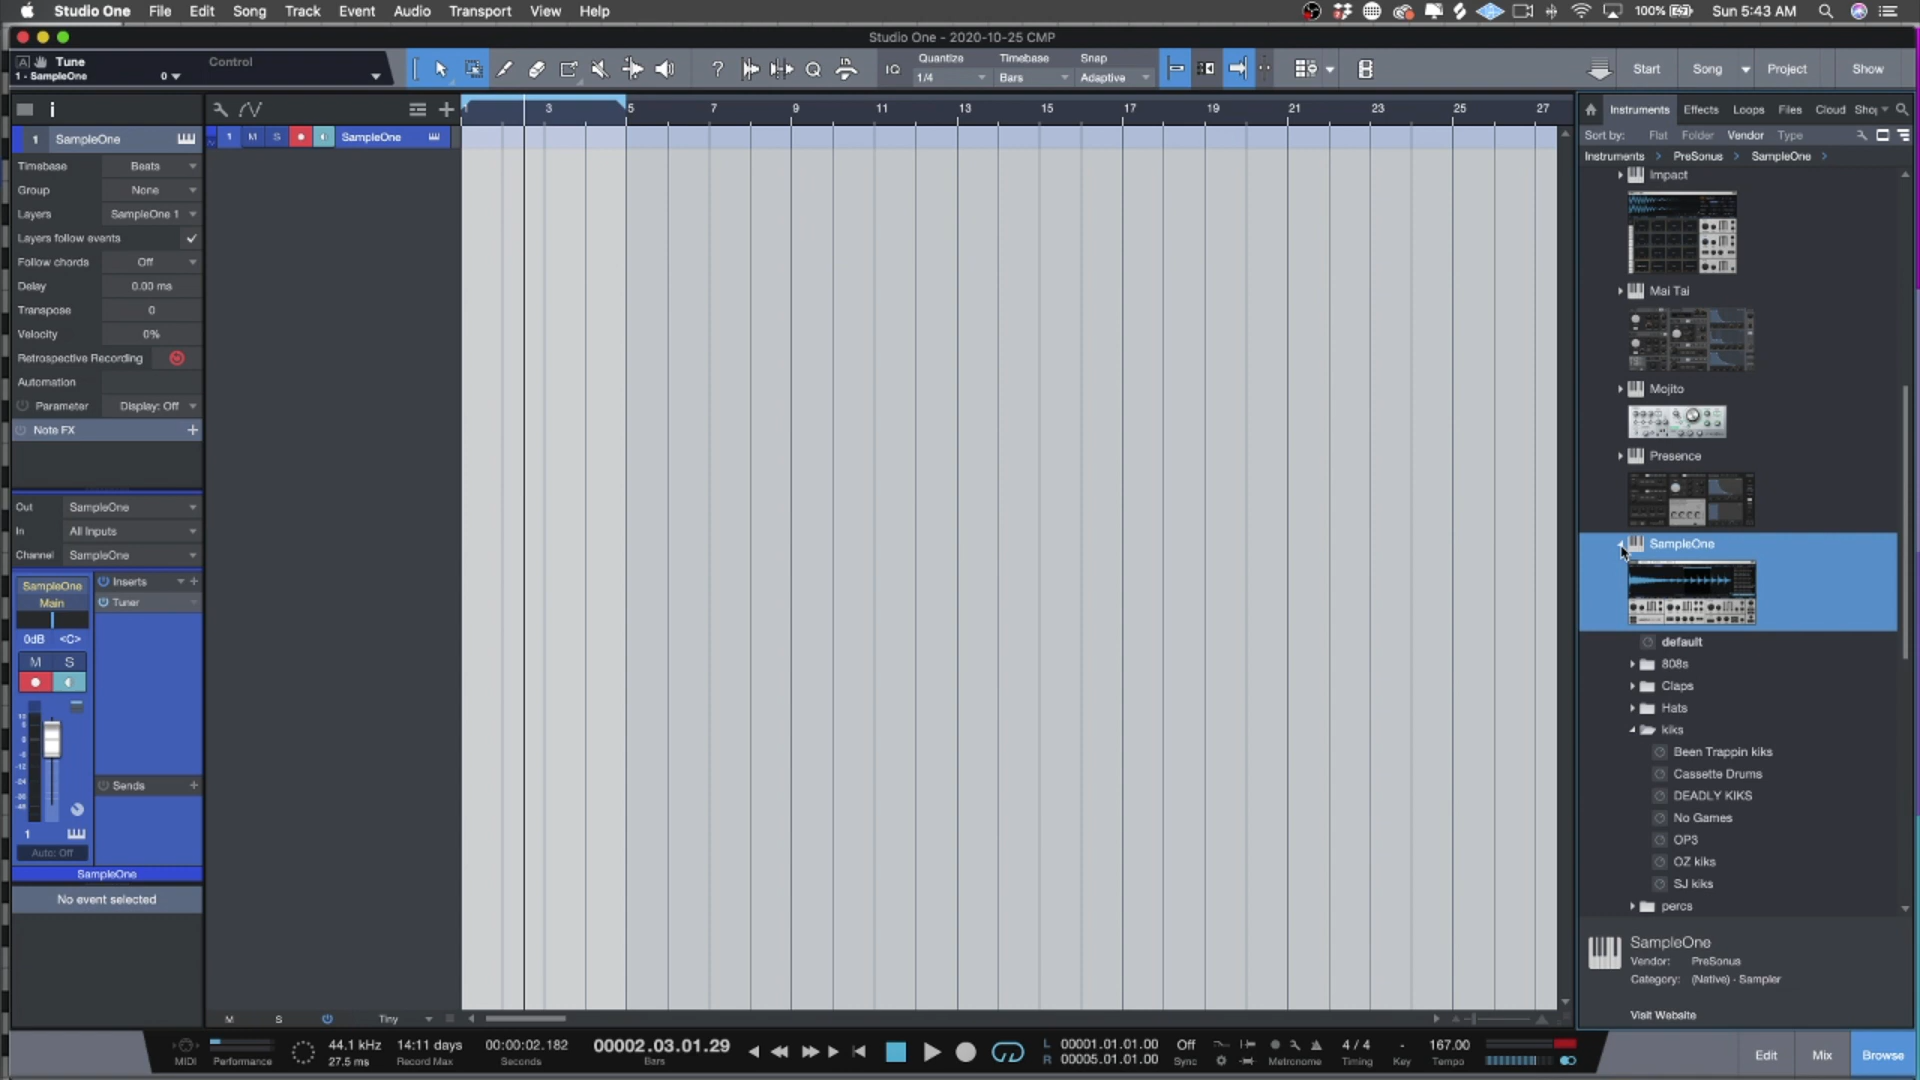 Studio One File Edit Song Track Event Audio Transport View Help 100% Sun 5:43 AM
Studio One - 2020-10-25 CMP
Tune Control
1 - SampleOne 0
Quantize Timebase Snap
IQ 1/4 Bars Adaptive
Start Song Project Show
1 3 5 7 9 11 13 15 17 19 21 23 25 27
Instruments Effects Loops Files Cloud
Sort by: Flat Folder Vendor Type
Instruments > PreSonus > SampleOne >
1 SampleOne
1 M S SampleOne
Timebase Beats
Group None
Layers SampleOne 1
Layers follow events
Follow chords Off
Delay 0.00 ms
Transpose 0
Velocity 0%
Retrospective Recording
Automation
Parameter Display: Off
Note FX
Out SampleOne
In All Inputs
Channel SampleOne
SampleOne Inserts
Main Tuner
0dB <C>
M S
Sends
1
Auto: Off
SampleOne
No event selected
Impact
Mai Tai
Mojito
Presence
SampleOne
default
808s
Claps
Hats
kiks
Been Trappin kiks
Cassette Drums
DEADLY KIKS
No Games
OP3
OZ kiks
SJ kiks
percs
SampleOne
Vendor: PreSonus
Category: (Native) - Sampler
Visit Website
M S Tiny
MIDI Performance
44.1 kHz 14:11 days 00:00:02.182 00002.03.01.29
27.5 ms Record Max Seconds Bars
L 00001.01.01.00 Off 4 / 4 - 167.00
R 00005.01.01.00 Sync Metronome Timing Key Tempo
Edit Mix Browse